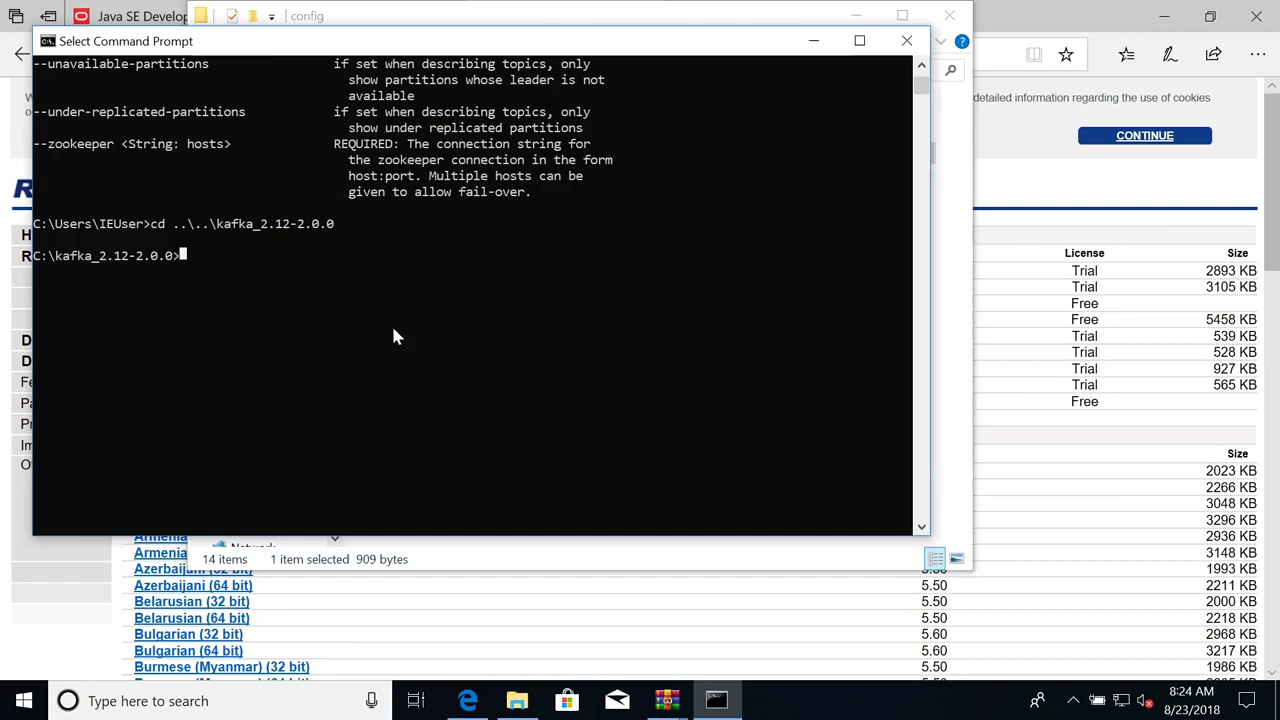 Java SE Develop
config
Select Command Prompt
--unavailable-partitions if set when describing topics, only
show partitions whose leader is not
available
--under-replicated-partitions if set when describing topics, only
show under replicated partitions
--zookeeper <String: hosts> REQUIRED: The connection string for
the zookeeper connection in the form
host:port. Multiple hosts can be
given to allow fail-over.
C:\Users\IEUser>cd ..\..\kafka_2.12-2.0.0
C:\kafka_2.12-2.0.0>
detailed information regarding the use of cookies
CONTINUE
License Size
Trial 2893 KB
Trial 3105 KB
Free
Free 5458 KB
Trial 539 KB
Trial 528 KB
Trial 927 KB
Trial 565 KB
Free
Size
2023 KB
2266 KB
3048 KB
3296 KB
2936 KB
3148 KB
1993 KB
Network
14 items 1 item selected 909 bytes
Armenia
Azerbaijani (32 bit) 5.50
Azerbaijani (64 bit) 5.50 2211 KB
Belarusian (32 bit) 5.50 2000 KB
Belarusian (64 bit) 5.50 2218 KB
Bulgarian (32 bit) 5.60 2968 KB
Bulgarian (64 bit) 5.60 3217 KB
Burmese (Myanmar) (32 bit) 5.50 1986 KB
Type here to search
8:24 AM
8/23/2018